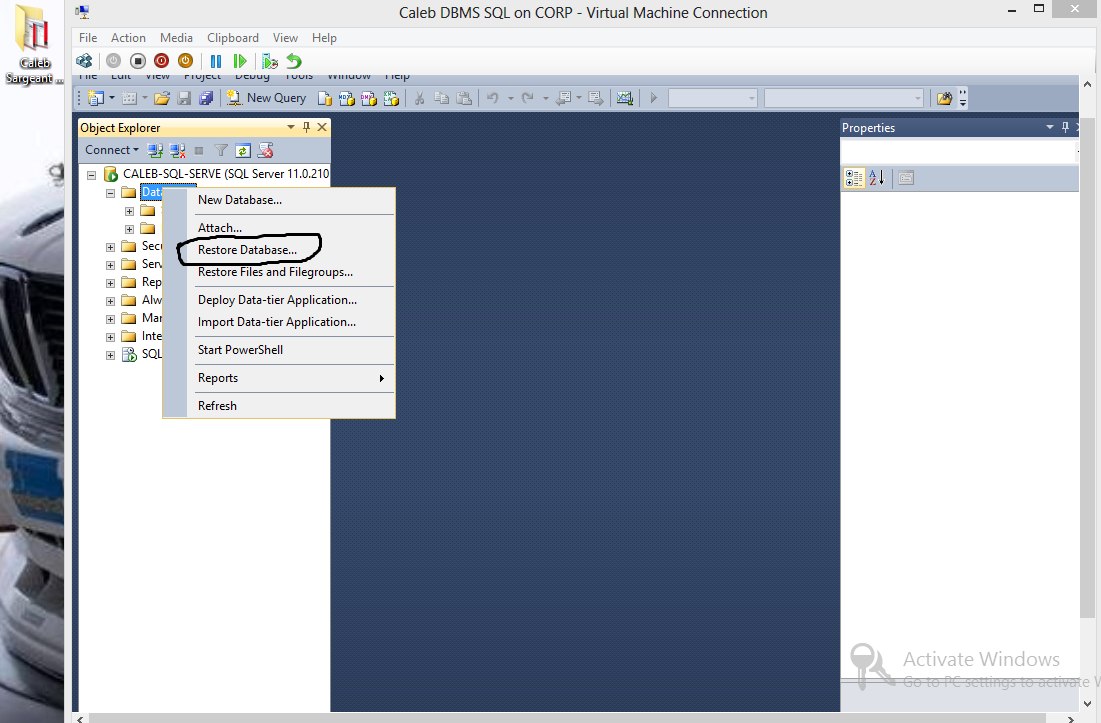 Caleb DBMS SQL on CORP - Virtual Machine Connection
Caleb
Sargeant ...
File Action Media Clipboard View Help
File Edit View Project Debug Tools Window Help
New Query
MDX DMX
Object Explorer
Properties
Connect
CALEB-SQL-SERVE (SQL Server 11.0.210
Data
New Database...
Attach...
Secu
Restore Database...
Serv
Restore Files and Filegroups...
Rep
Alw
Deploy Data-tier Application...
Man
Import Data-tier Application...
Inte
SQL
Start PowerShell
Reports
Refresh
Activate Windows
Go to PC settings to activate W